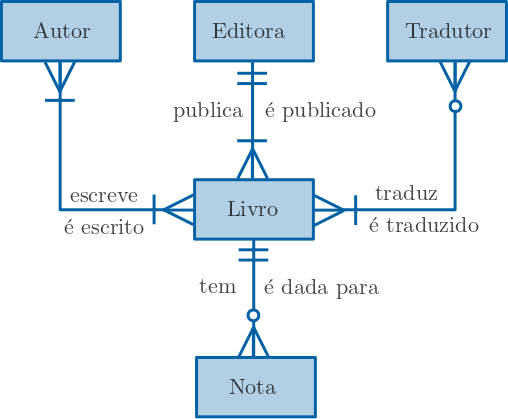 Autor
Editora
Tradutor
publica
é publicado
escreve
é escrito
Livro
traduz
é traduzido
tem
é dada para
Nota